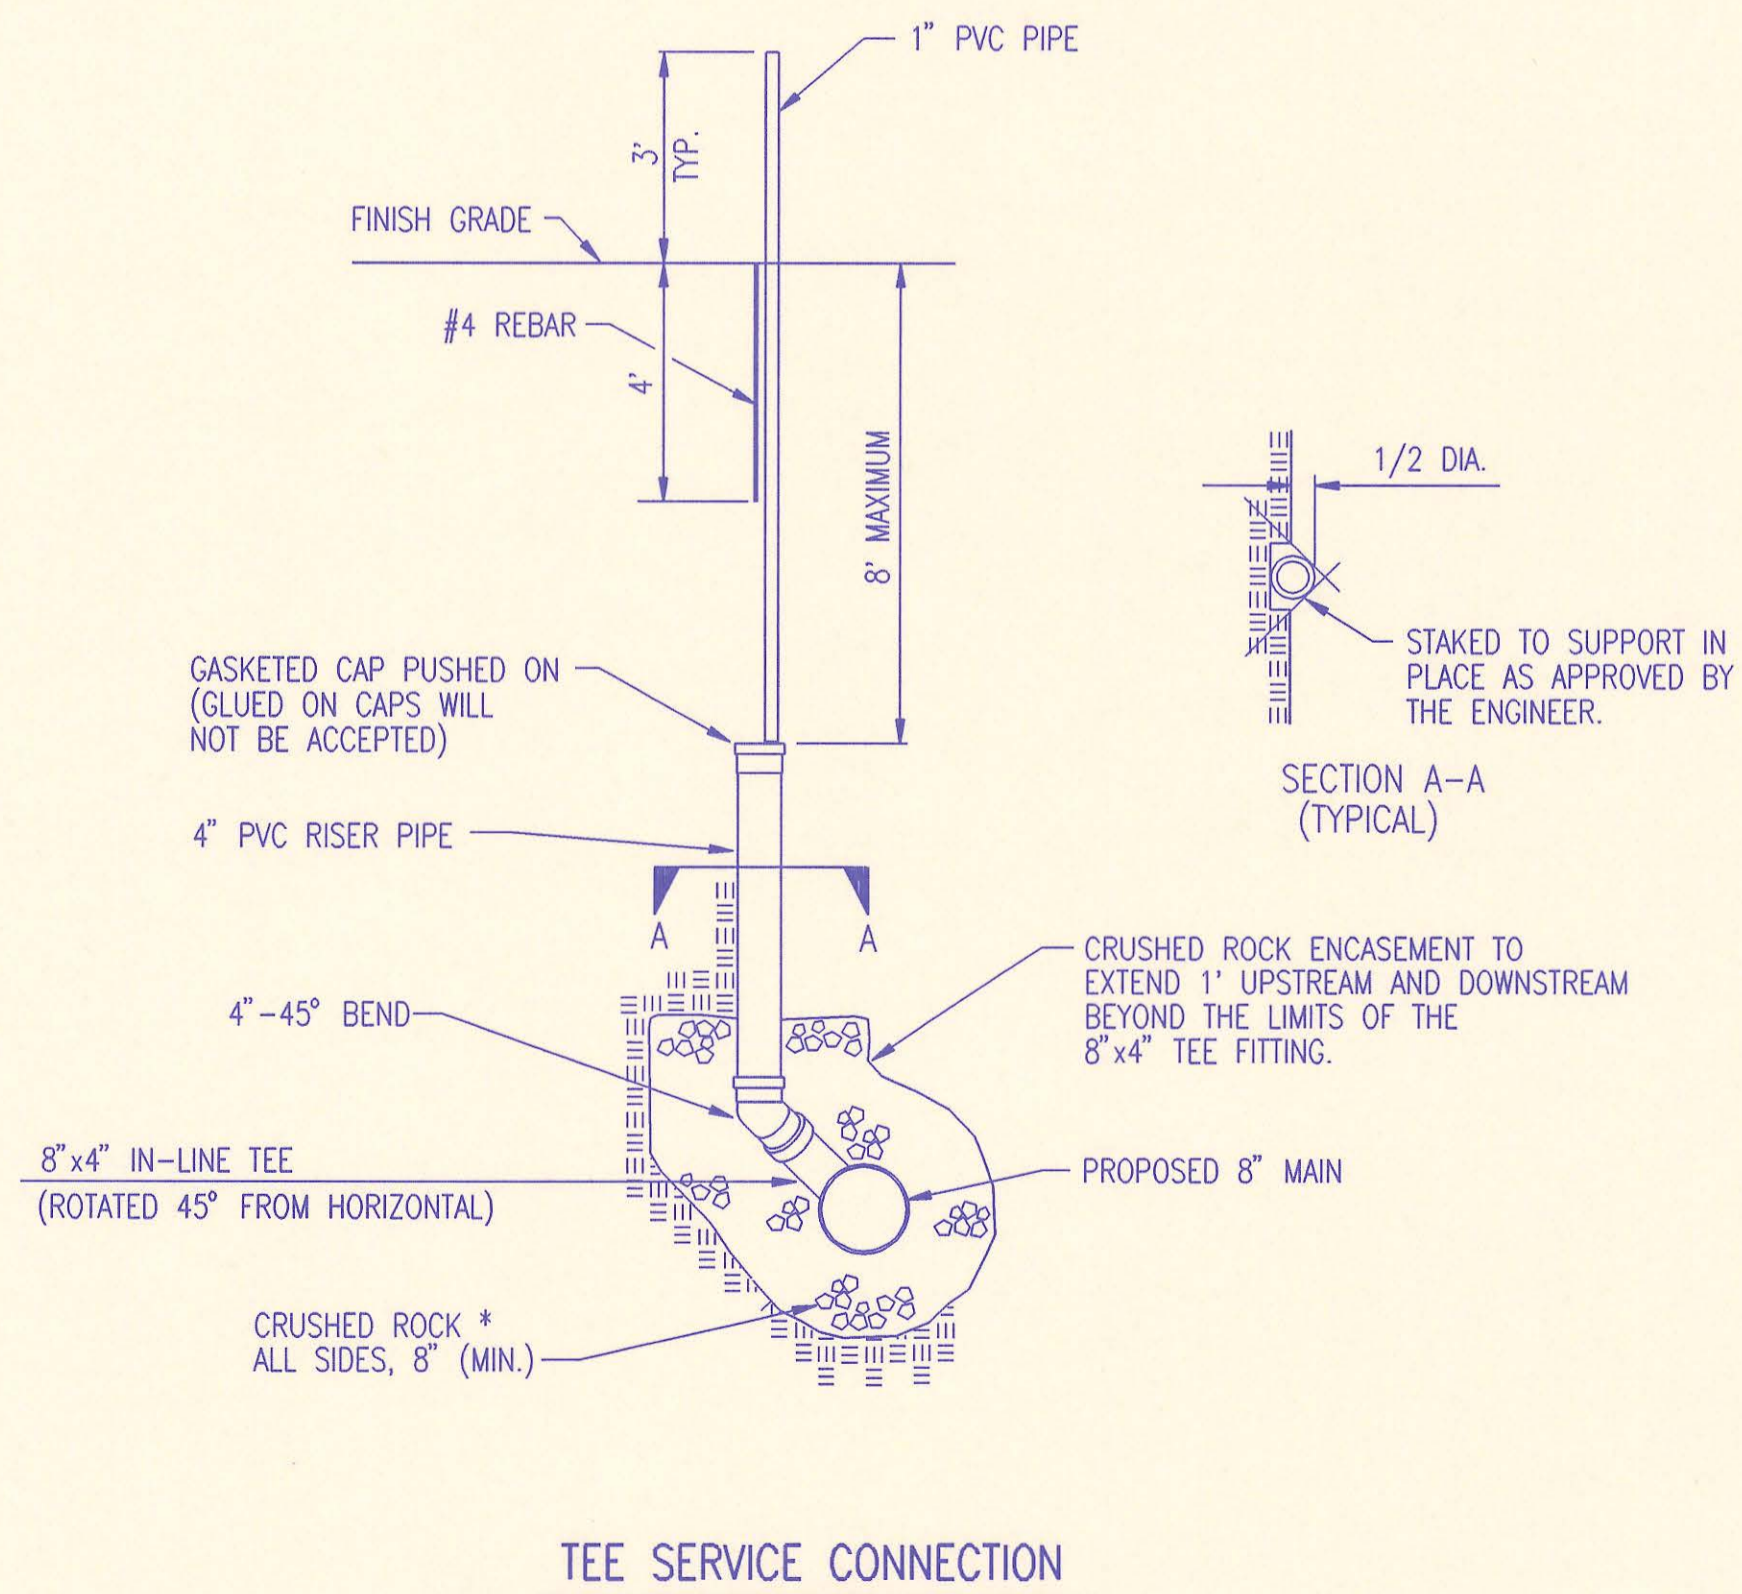 1" PVC PIPE
3'
TYP.
FINISH GRADE
#4 REBAR
4'
8' MAXIMUM
1/2 DIA.
STAKED TO SUPPORT IN
PLACE AS APPROVED BY
THE ENGINEER.
SECTION A-A
(TYPICAL)
GASKETED CAP PUSHED ON
(GLUED ON CAPS WILL
NOT BE ACCEPTED)
4" PVC RISER PIPE
A
A
CRUSHED ROCK ENCASEMENT TO
EXTEND 1' UPSTREAM AND DOWNSTREAM
BEYOND THE LIMITS OF THE
8"x4" TEE FITTING.
4"-45° BEND
8"x4" IN-LINE TEE
(ROTATED 45° FROM HORIZONTAL)
PROPOSED 8" MAIN
CRUSHED ROCK *
ALL SIDES, 8" (MIN.)
TEE SERVICE CONNECTION